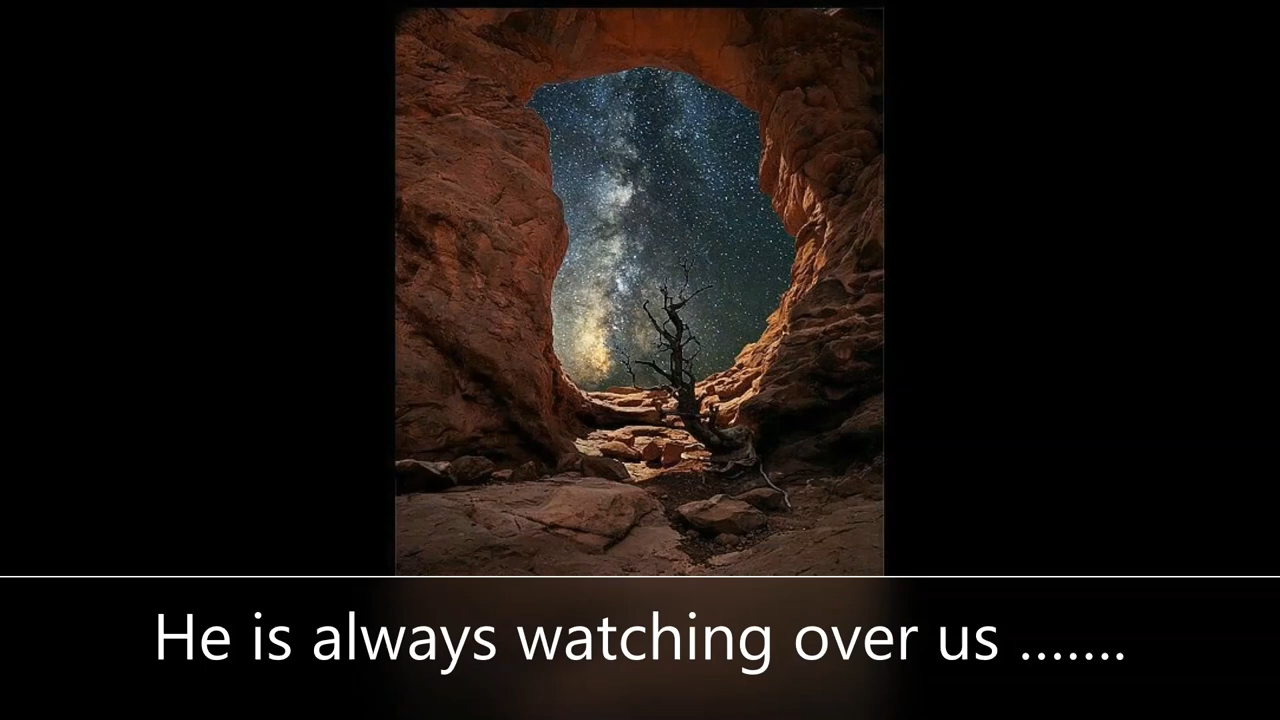 He is always watching over us .......